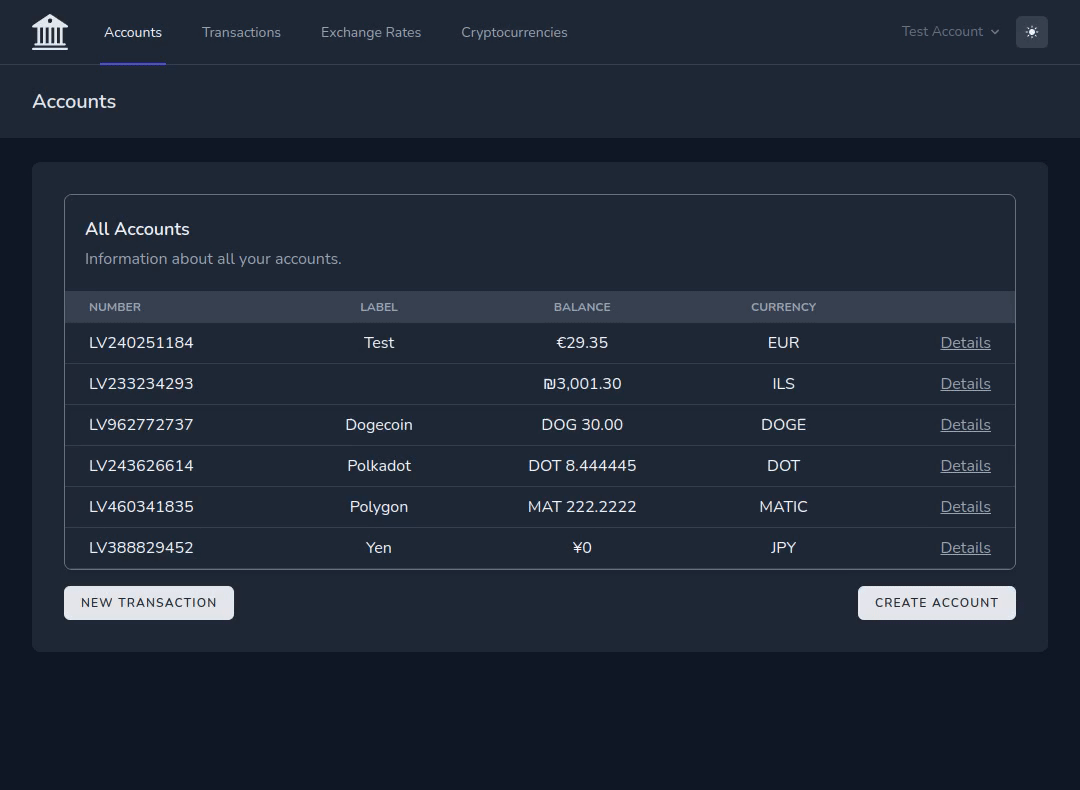 Accounts Transactions Exchange Rates Cryptocurrencies Test Account
Accounts
All Accounts
Information about all your accounts.
NUMBER LABEL BALANCE CURRENCY
LV240251184 Test €29.35 EUR Details
LV233234293 ₪3,001.30 ILS Details
LV962772737 Dogecoin DOG 30.00 DOGE Details
LV243626614 Polkadot DOT 8.444445 DOT Details
LV460341835 Polygon MAT 222.2222 MATIC Details
LV388829452 Yen ¥0 JPY Details
NEW TRANSACTION CREATE ACCOUNT